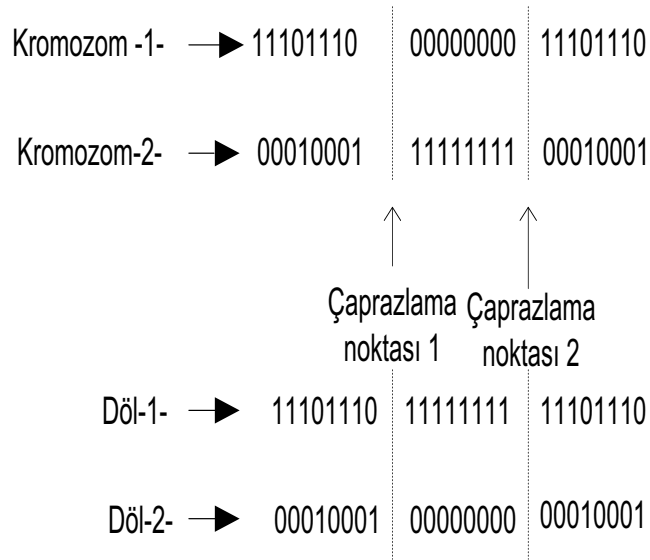 Kromozom -1- 11101110 00000000 11101110
Kromozom-2- 00010001 11111111 00010001
Çaprazlama noktası 1
Çaprazlama noktası 2
Döl-1- 11101110 11111111 11101110
Döl-2- 00010001 00000000 00010001